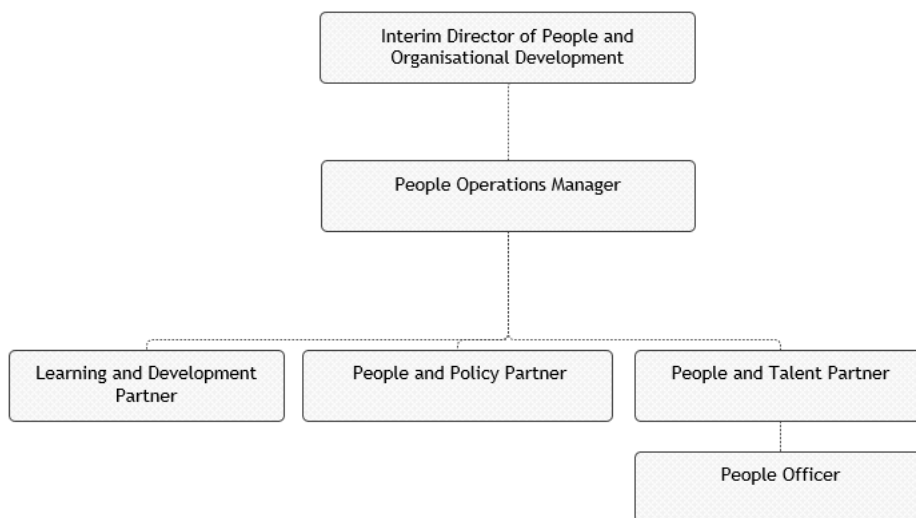 Interim Director of People and
Organisational Development
People Operations Manager
Learning and Development
Partner
People and Policy Partner
People and Talent Partner
People Officer